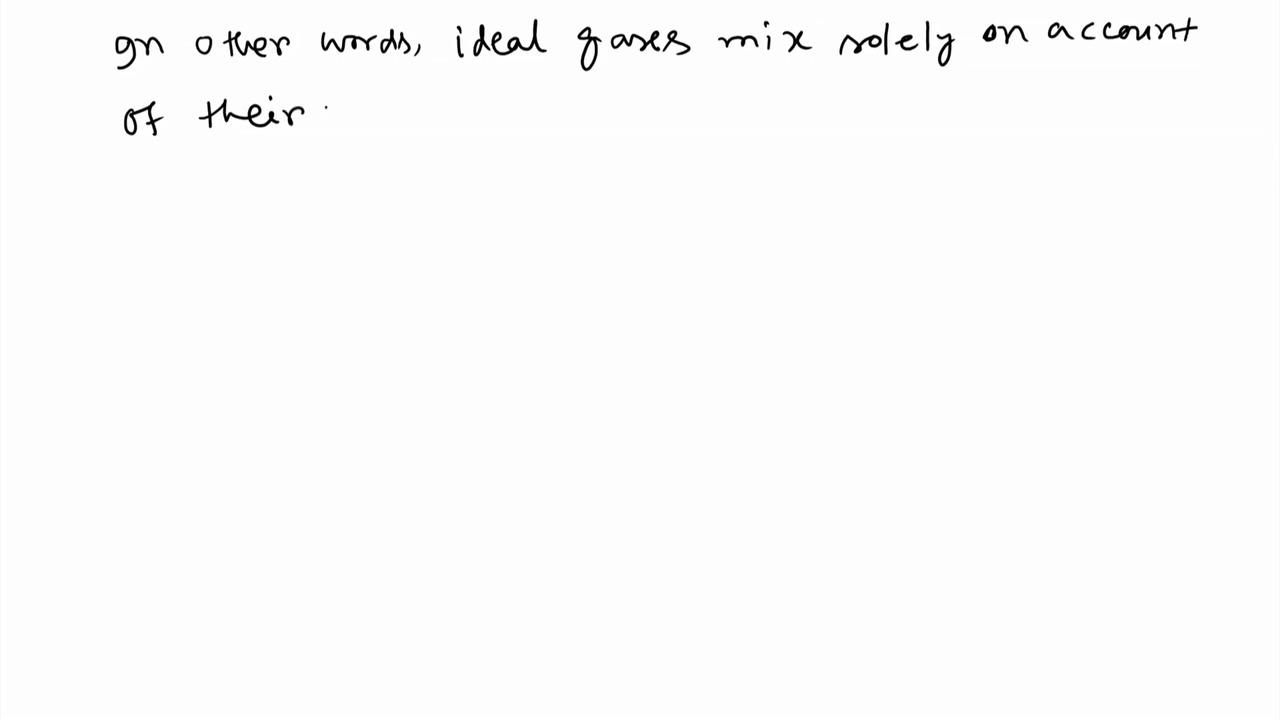 In other words, ideal gases mix solely on account
of their